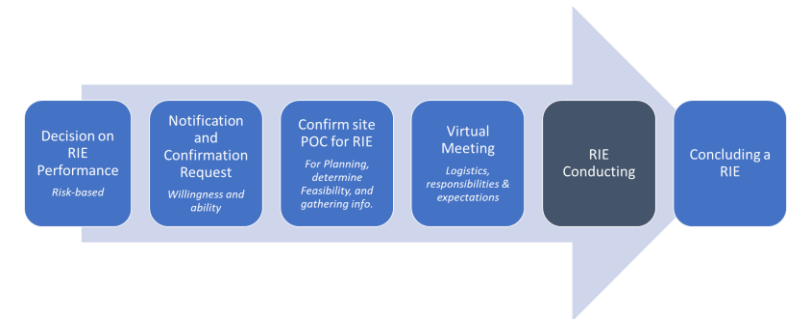 Decision on
RIE
Performance
Risk-based
Notification
and
Confirmation
Request
Willingness and
ability
Confirm site
POC for RIE
For Planning,
determine
Feasibility, and
gathering info.
Virtual
Meeting
Logistics,
responsibilities &
expectations
RIE
Conducting
Concluding a
RIE